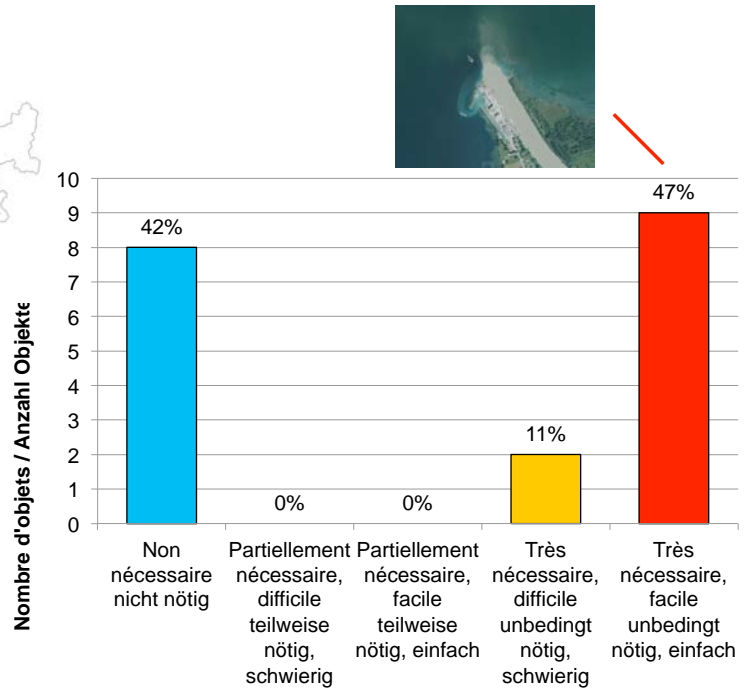 Nombre d'objets / Anzahl Objekte
10
9
8
7
6
5
4
3
2
1
0
42%
0%
0%
11%
47%
Non
nécessaire
nicht nötig
Partiellement
nécessaire,
difficile
teilweise
nötig,
schwierig
Partiellement
nécessaire,
facile
teilweise
nötig, einfach
Très
nécessaire,
difficile
unbedingt
nötig,
schwierig
Très
nécessaire,
facile
unbedingt
nötig, einfach